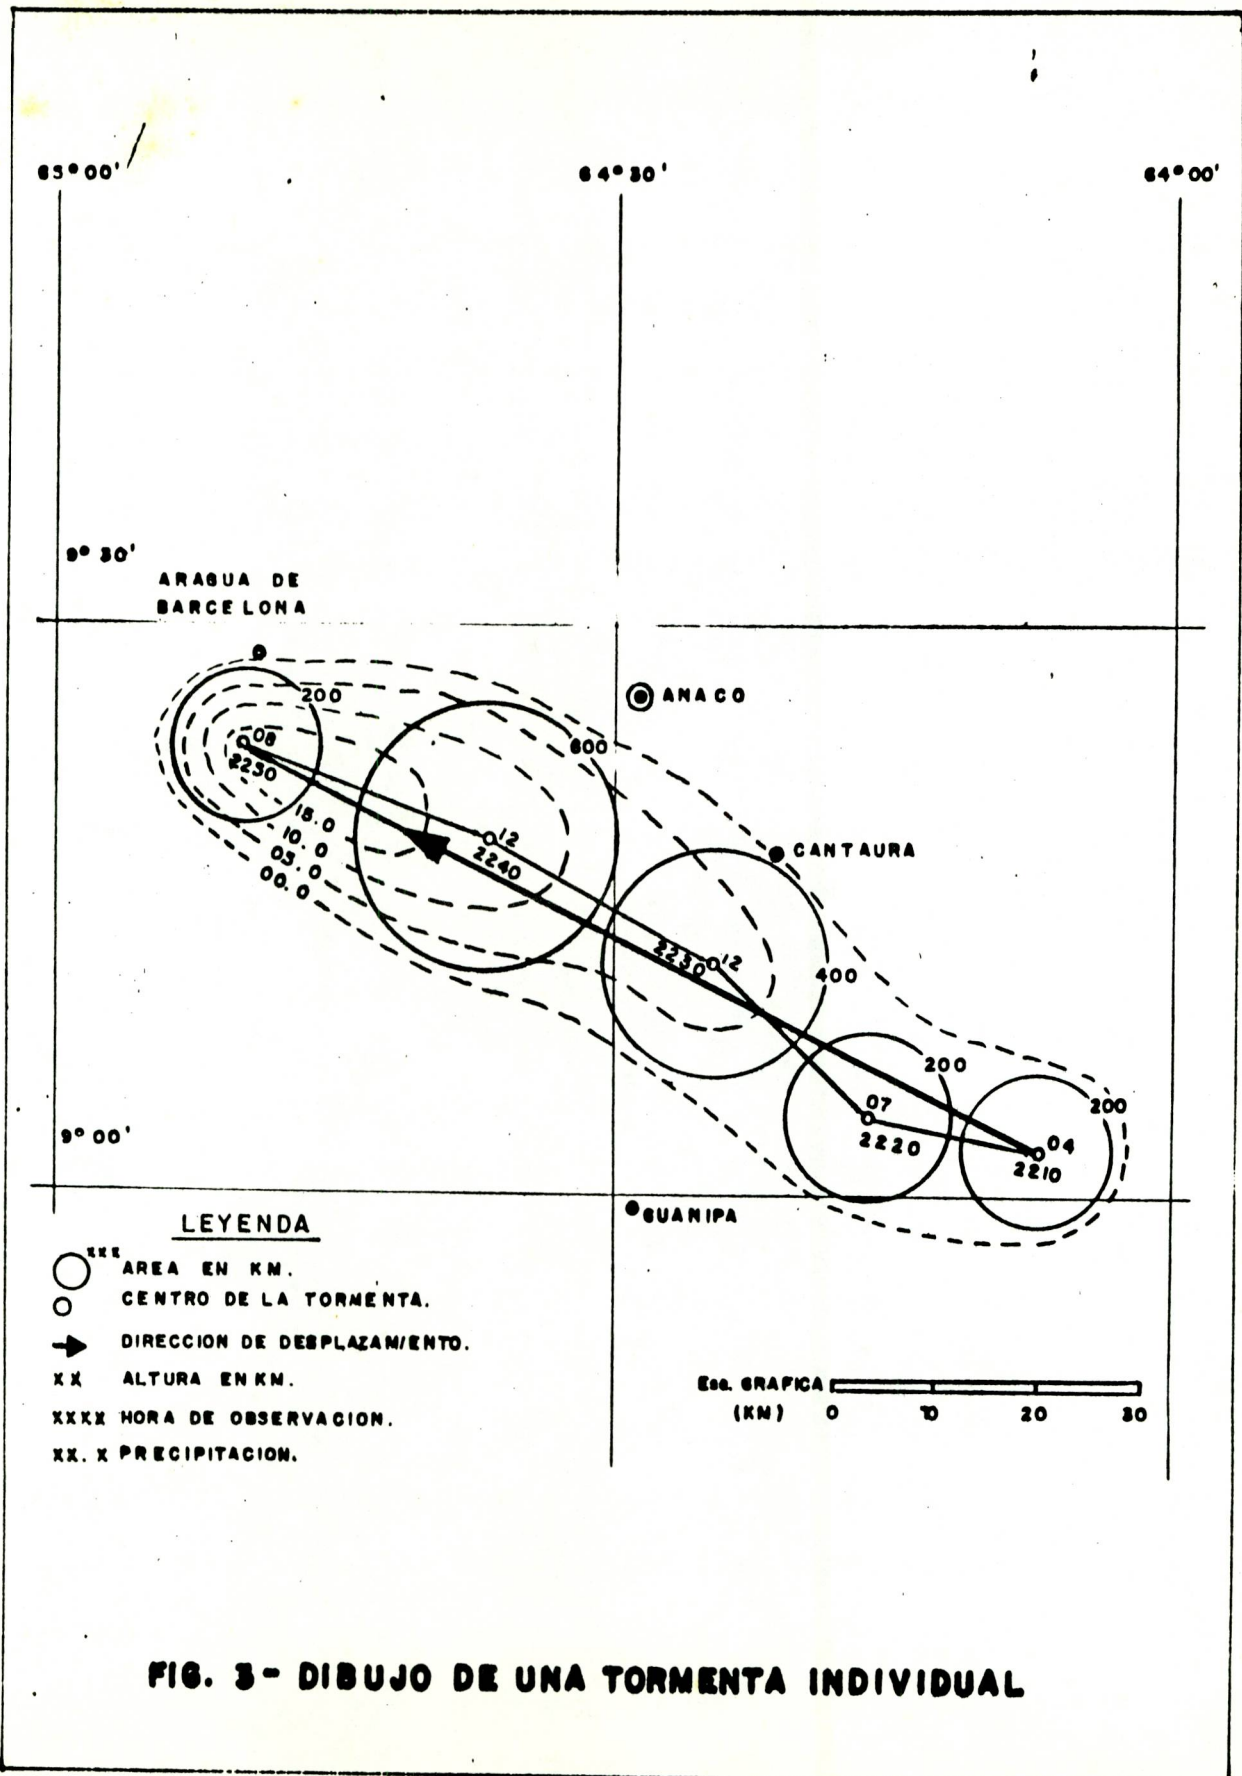 65°00'
64°30'
64°00'
9° 30'
ARAGUA DE
BARCELONA
200
ANACO
600
08
2250
12
2240
15.0
10.0
05.0
00.0
CANTAURA
2230
12
400
200
07
2220
200
04
2210
9° 00'
GUANIPA
LEYENDA
xxx AREA EN KM.
CENTRO DE LA TORMENTA.
DIRECCION DE DESPLAZAMIENTO.
XX ALTURA EN KM.
XXXX HORA DE OBSERVACION.
XX.X PRECIPITACION.
Esc. GRAFICA
(KM) 0 10 20 30
FIG. 3- DIBUJO DE UNA TORMENTA INDIVIDUAL